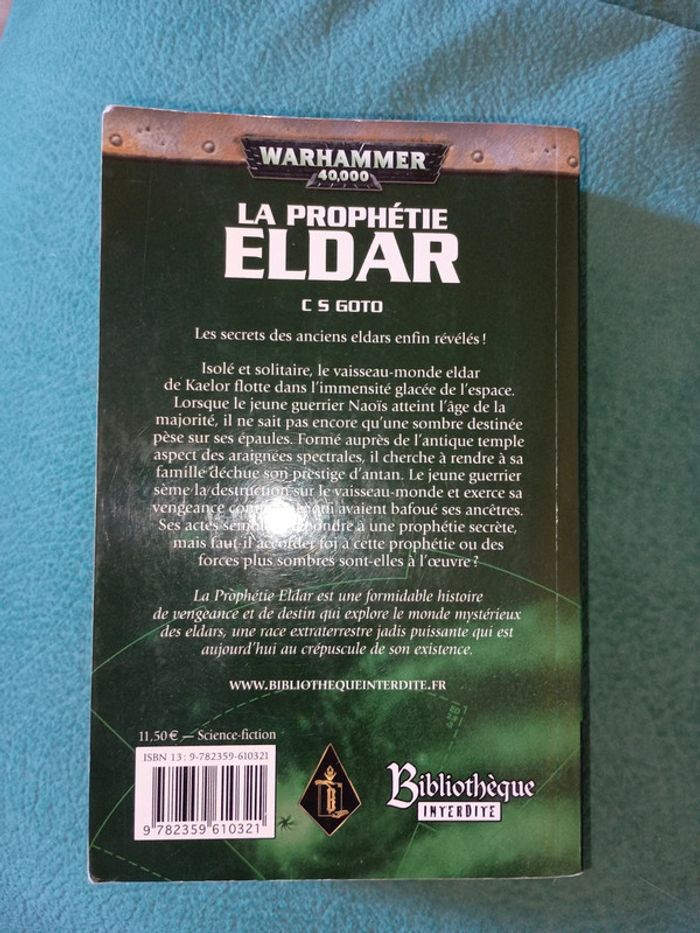 WARHAMMER
40,000
LA PROPHÉTIE
ELDAR
C S GOTO
Les secrets des anciens eldars enfin révélés !
Isolé et solitaire, le vaisseau-monde eldar
de Kaelor flotte dans l'immensité glacée de l'espace.
Lorsque le jeune guerrier Naoïs atteint l'âge de la
majorité, il ne sait pas encore qu'une sombre destinée
pèse sur ses épaules. Formé auprès de l'antique temple
aspect des araignées spectrales, il cherche à rendre à sa
famille déchue son prestige d'antan. Le jeune guerrier
sème la destruction sur le vaisseau-monde et exerce sa
vengeance qui avaient bafoué ses ancêtres.
Ses actes à une prophétie secrète,
mais faut-il accorder foi à cette prophétie ou des
forces plus sombres sont-elles à l'œuvre ?
La Prophétie Eldar est une formidable histoire
de vengeance et de destin qui explore le monde mystérieux
des eldars, une race extraterrestre jadis puissante qui est
aujourd'hui au crépuscule de son existence.
WWW.BIBLIOTHEQUEINTERDITE.FR
11,50 € — Science-fiction
ISBN 13 : 9-782359-610321
9 782359 610321
Bibliothèque
INTERDITE